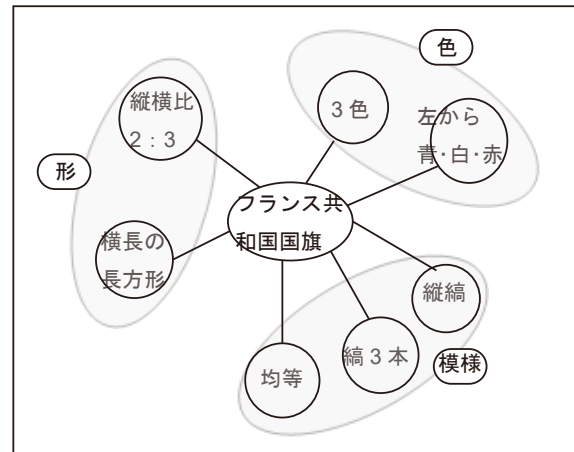 色
縦横比
2：3
3色
左から
青・白・赤
形
フランス共
和国国旗
横長の
長方形
縦縞
縞3本
模様
均等